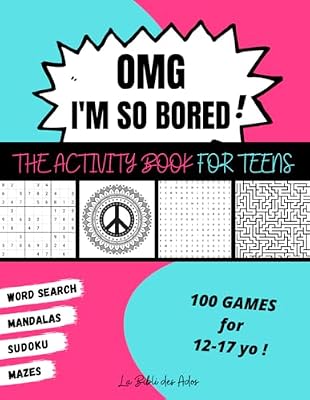 OMG
I'M SO BORED!
THE ACTIVITY BOOK FOR TEENS
WORD SEARCH
MANDALAS
SUDOKU
MAZES
100 GAMES
for
12-17 yo !
La Bibli des Ados